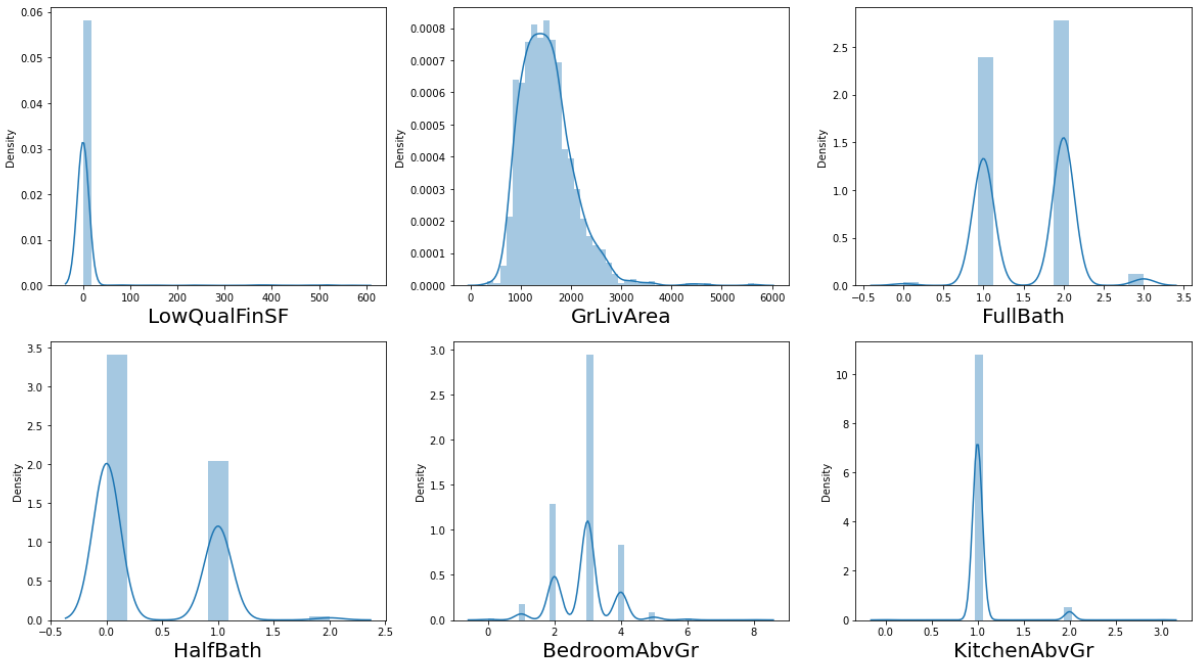 0.06
0.05
0.04
0.03
0.02
0.01
0.00
Density
0 100 200 300 400 500 600
LowQualFinSF
0.0008
0.0007
0.0006
0.0005
0.0004
0.0003
0.0002
0.0001
0.0000
Density
0 1000 2000 3000 4000 5000 6000
GrLivArea
2.5
2.0
1.5
1.0
0.5
0.0
Density
−0.5 0.0 0.5 1.0 1.5 2.0 2.5 3.0 3.5
FullBath
3.5
3.0
2.5
2.0
1.5
1.0
0.5
0.0
Density
−0.5 0.0 0.5 1.0 1.5 2.0 2.5
HalfBath
3.0
2.5
2.0
1.5
1.0
0.5
0.0
Density
0 2 4 6 8
BedroomAbvGr
10
8
6
4
2
0
Density
0.0 0.5 1.0 1.5 2.0 2.5 3.0
KitchenAbvGr